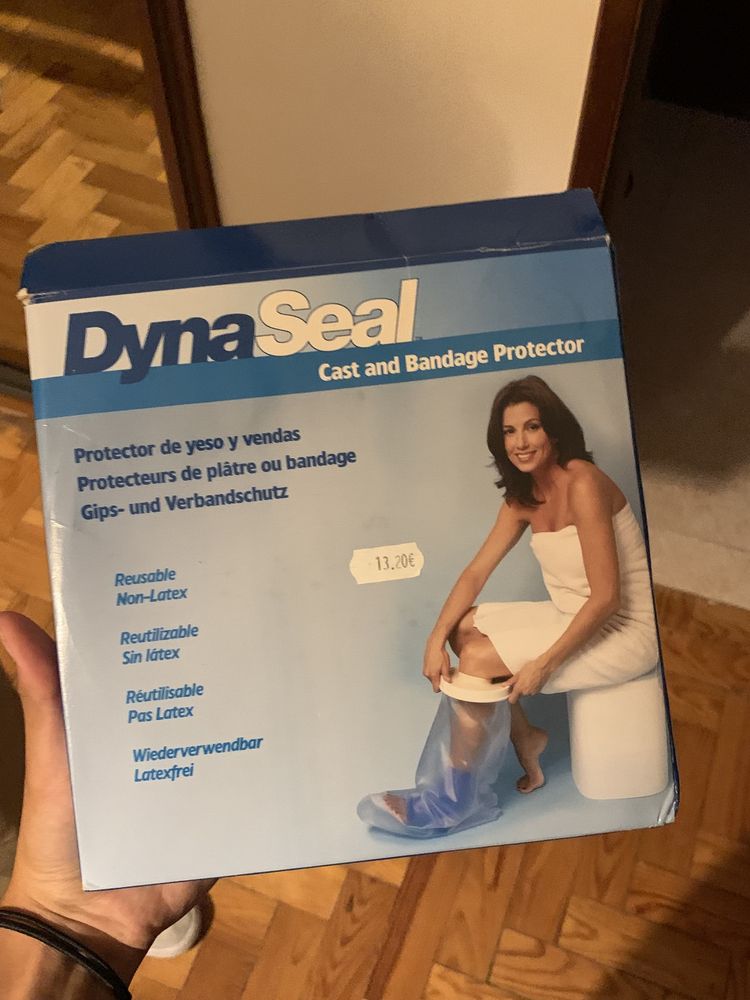 DynaSeal
Cast and Bandage Protector
Protector de yeso y vendas
Protecteurs de plâtre ou bandage
Gips- und Verbandschutz
13.20€
Reusable
Non-Latex
Reutilizable
Sin látex
Réutilisable
Pas Latex
Wiederverwendbar
Latexfrei